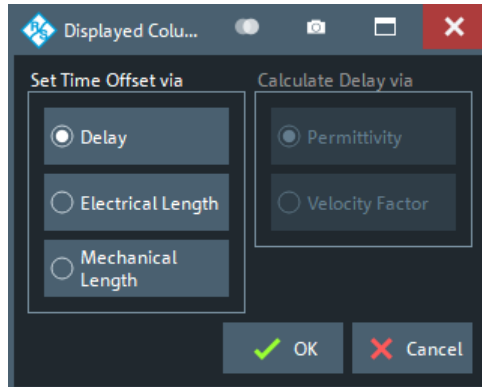 R&S Displayed Colu...
Set Time Offset via
Calculate Delay via
Delay
Permittivity
Electrical Length
Velocity Factor
Mechanical
Length
OK
Cancel